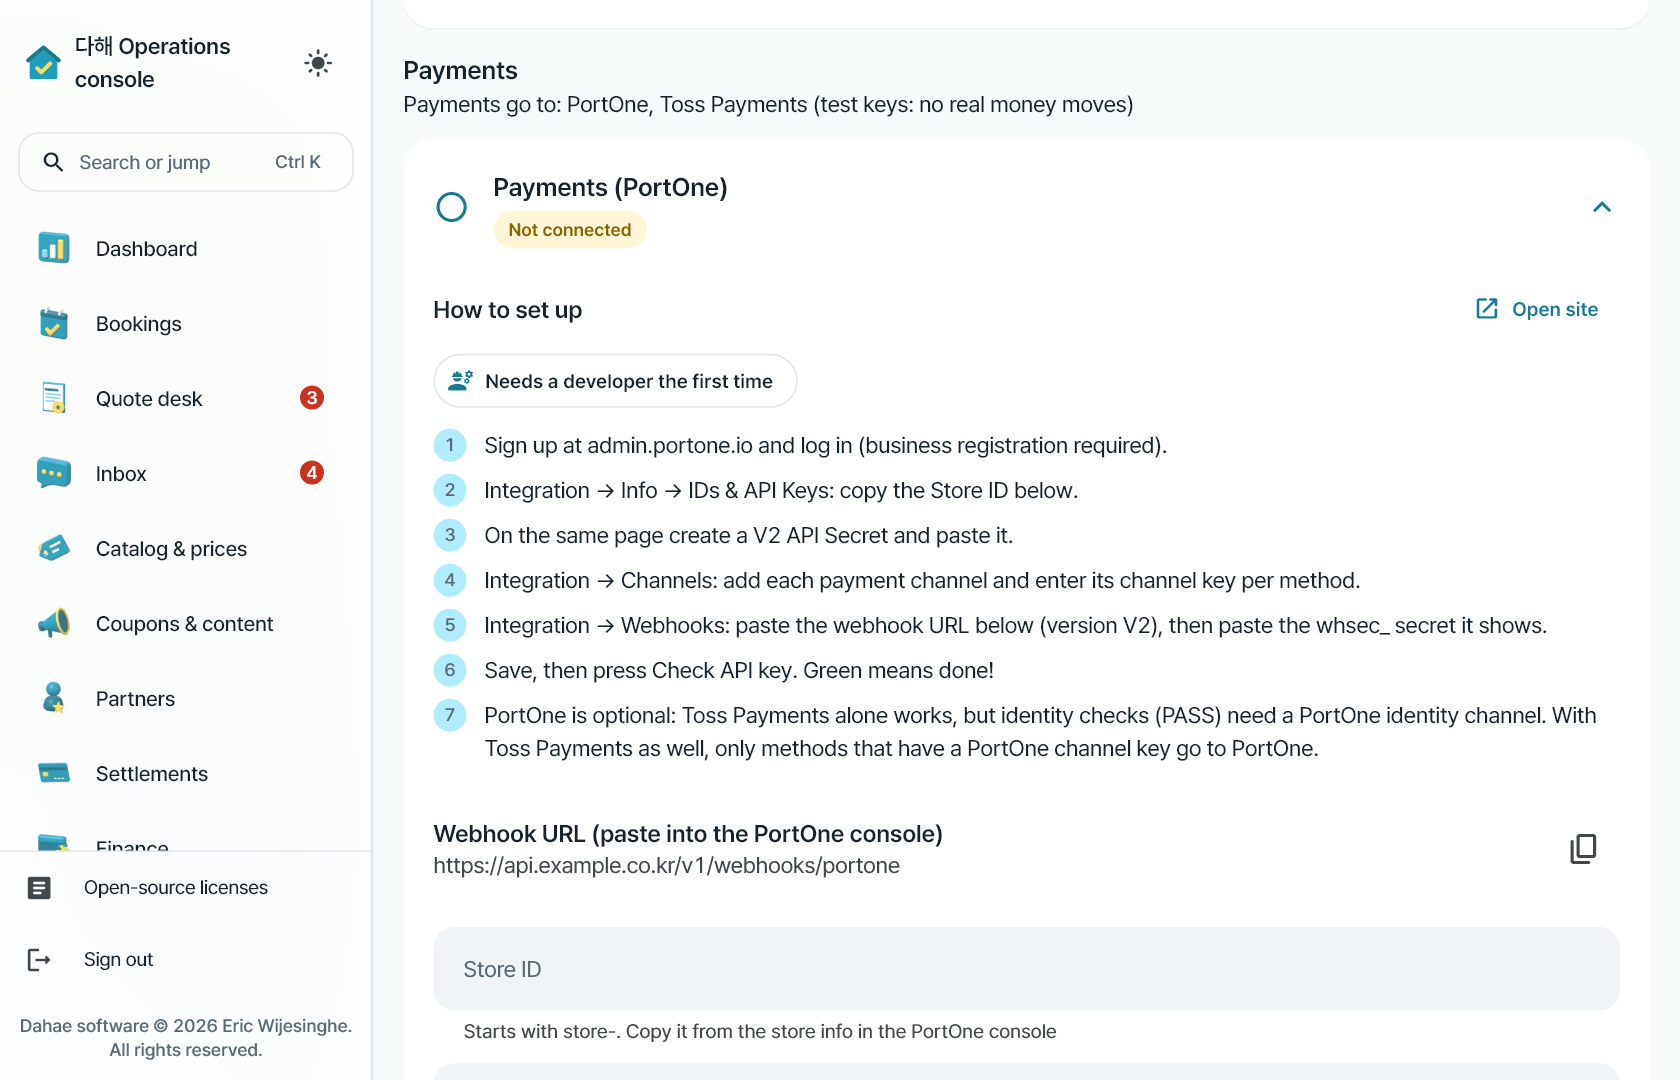 다해 Operations
console
Search or jump
Ctrl K
Dashboard
Bookings
Quote desk
3
Inbox
4
Catalog & prices
Coupons & content
Partners
Settlements
Finance
Open-source licenses
Sign out
Dahae software © 2026 Eric Wijesinghe.
All rights reserved.
Payments
Payments go to: PortOne, Toss Payments (test keys: no real money moves)
Payments (PortOne)
Not connected
How to set up
Open site
Needs a developer the first time
1 Sign up at admin.portone.io and log in (business registration required).
2 Integration → Info → IDs & API Keys: copy the Store ID below.
3 On the same page create a V2 API Secret and paste it.
4 Integration → Channels: add each payment channel and enter its channel key per method.
5 Integration → Webhooks: paste the webhook URL below (version V2), then paste the whsec_ secret it shows.
6 Save, then press Check API key. Green means done!
7 PortOne is optional: Toss Payments alone works, but identity checks (PASS) need a PortOne identity channel. With
Toss Payments as well, only methods that have a PortOne channel key go to PortOne.
Webhook URL (paste into the PortOne console)
https://api.example.co.kr/v1/webhooks/portone
Store ID
Starts with store-. Copy it from the store info in the PortOne console